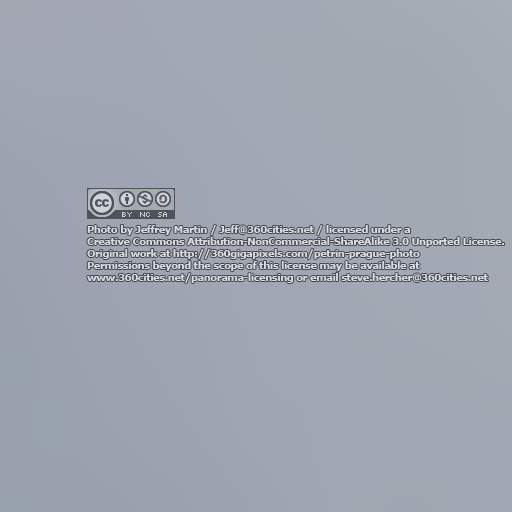 cc
BY NC SA
Photo by Jeffrey Martin / Jeff@360cities.net / licensed under a
Creative Commons Attribution-NonCommercial-ShareAlike 3.0 Unported License.
Original work at http://360gigapixels.com/petrin-prague-photo
Permissions beyond the scope of this license may be available at
www.360cities.net/panorama-licensing or email steve.hercher@360cities.net